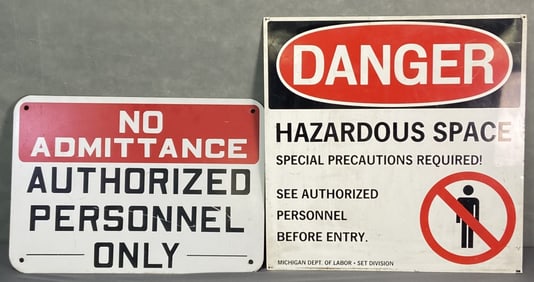 NO
ADMITTANCE
AUTHORIZED
PERSONNEL
ONLY
DANGER
HAZARDOUS SPACE
SPECIAL PRECAUTIONS REQUIRED!
SEE AUTHORIZED
PERSONNEL
BEFORE ENTRY.
MICHIGAN DEPT. OF LABOR • SET DIVISION